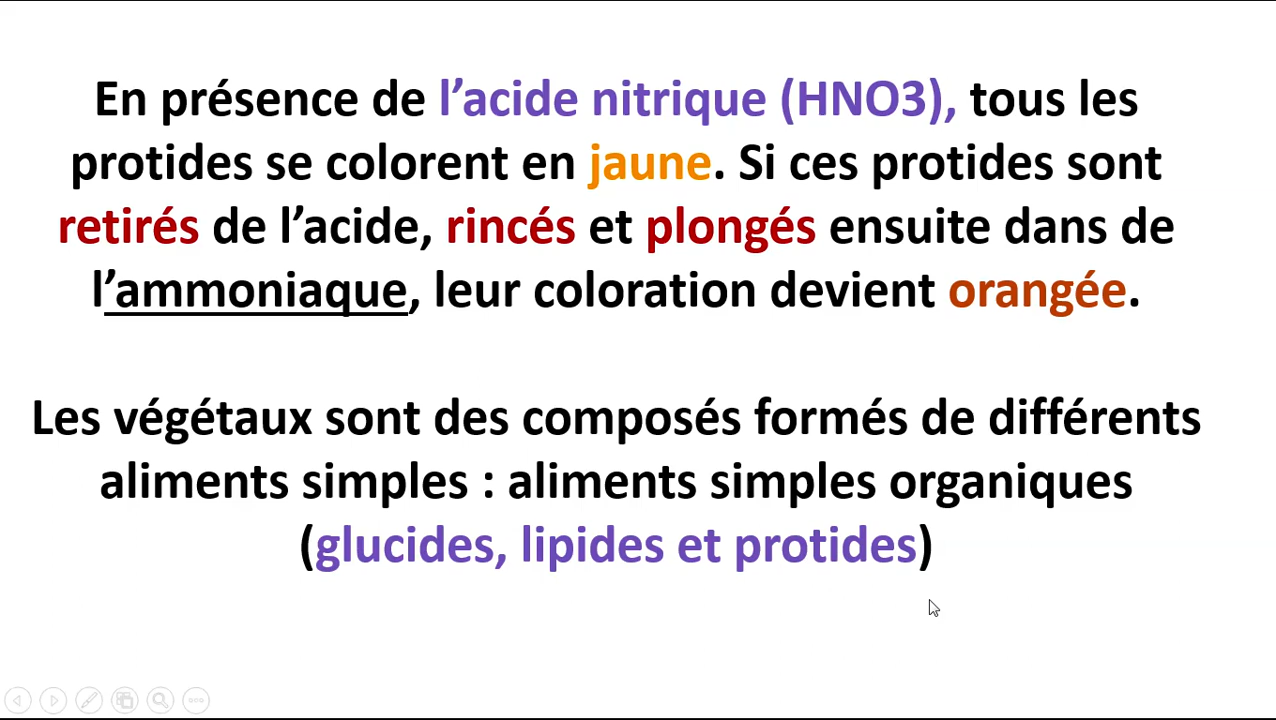 En présence de l’acide nitrique (HNO3), tous les
protides se colorent en jaune. Si ces protides sont
retirés de l’acide, rincés et plongés ensuite dans de
l’ammoniaque, leur coloration devient orangée.
Les végétaux sont des composés formés de différents
aliments simples : aliments simples organiques
(glucides, lipides et protides)